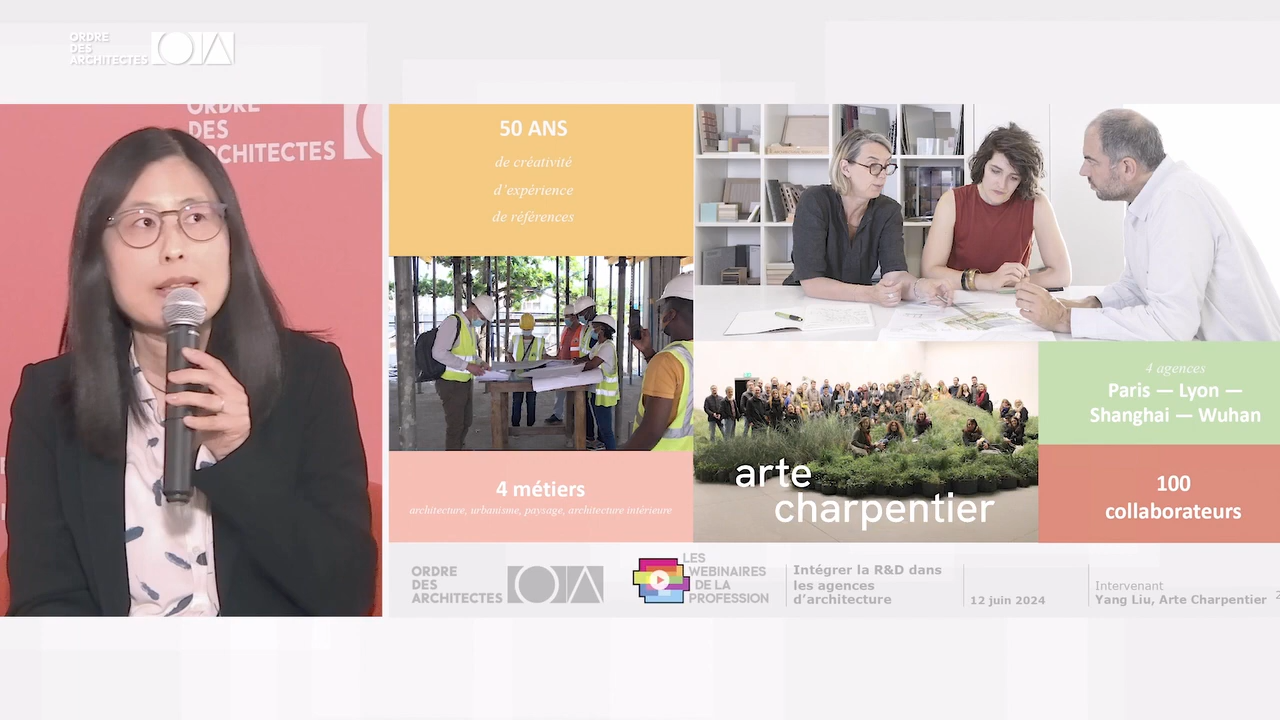 ORDRE
DES
ARCHITECTES
ORDRE
DES
ARCHITECTES
50 ANS
de créativité
d'expérience
de références
4 métiers
architecture, urbanisme, paysage, architecture intérieure
arte
charpentier
4 agences
Paris — Lyon —
Shanghai — Wuhan
100
collaborateurs
ORDRE
DES
ARCHITECTES
LES
WEBINAIRES
DE LA
PROFESSION
Intégrer la R&D dans
les agences
d'architecture
12 juin 2024
Intervenant
Yang Liu, Arte Charpentier